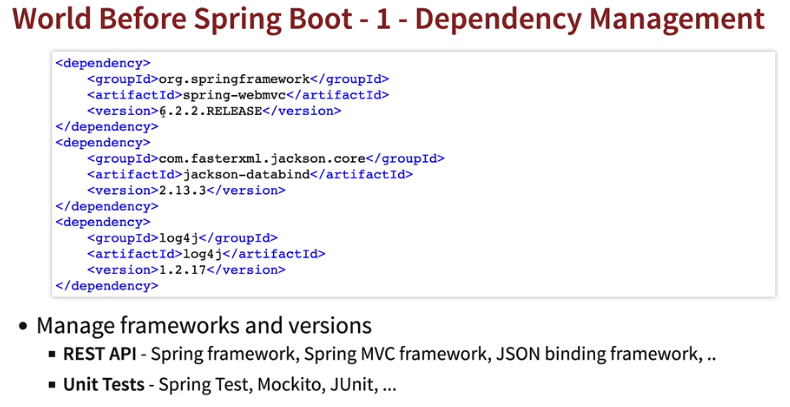 World Before Spring Boot - 1 - Dependency Management
<dependency>
<groupId>org.springframework</groupId>
<artifactId>spring-webmvc</artifactId>
<version>6.2.2.RELEASE</version>
</dependency>
<dependency>
<groupId>com.fasterxml.jackson.core</groupId>
<artifactId>jackson-databind</artifactId>
<version>2.13.3</version>
</dependency>
<dependency>
<groupId>log4j</groupId>
<artifactId>log4j</artifactId>
<version>1.2.17</version>
</dependency>
• Manage frameworks and versions
▪ REST API - Spring framework, Spring MVC framework, JSON binding framework, ..
▪ Unit Tests - Spring Test, Mockito, JUnit, ...